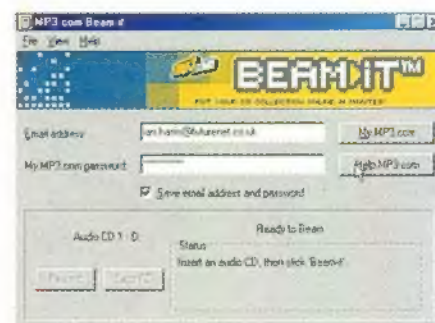 MP3.com Beam-it
File View Help
BEAM:iT™
PUT YOUR CD COLLECTION ONLINE IN MINUTES!
Email address
My.MP3.com
My.MP3.com password
Help.MP3.com
Save email address and password
Audio CD 1 - D:
Ready to Beam
Status
Insert an audio CD, then click 'Beam-it'